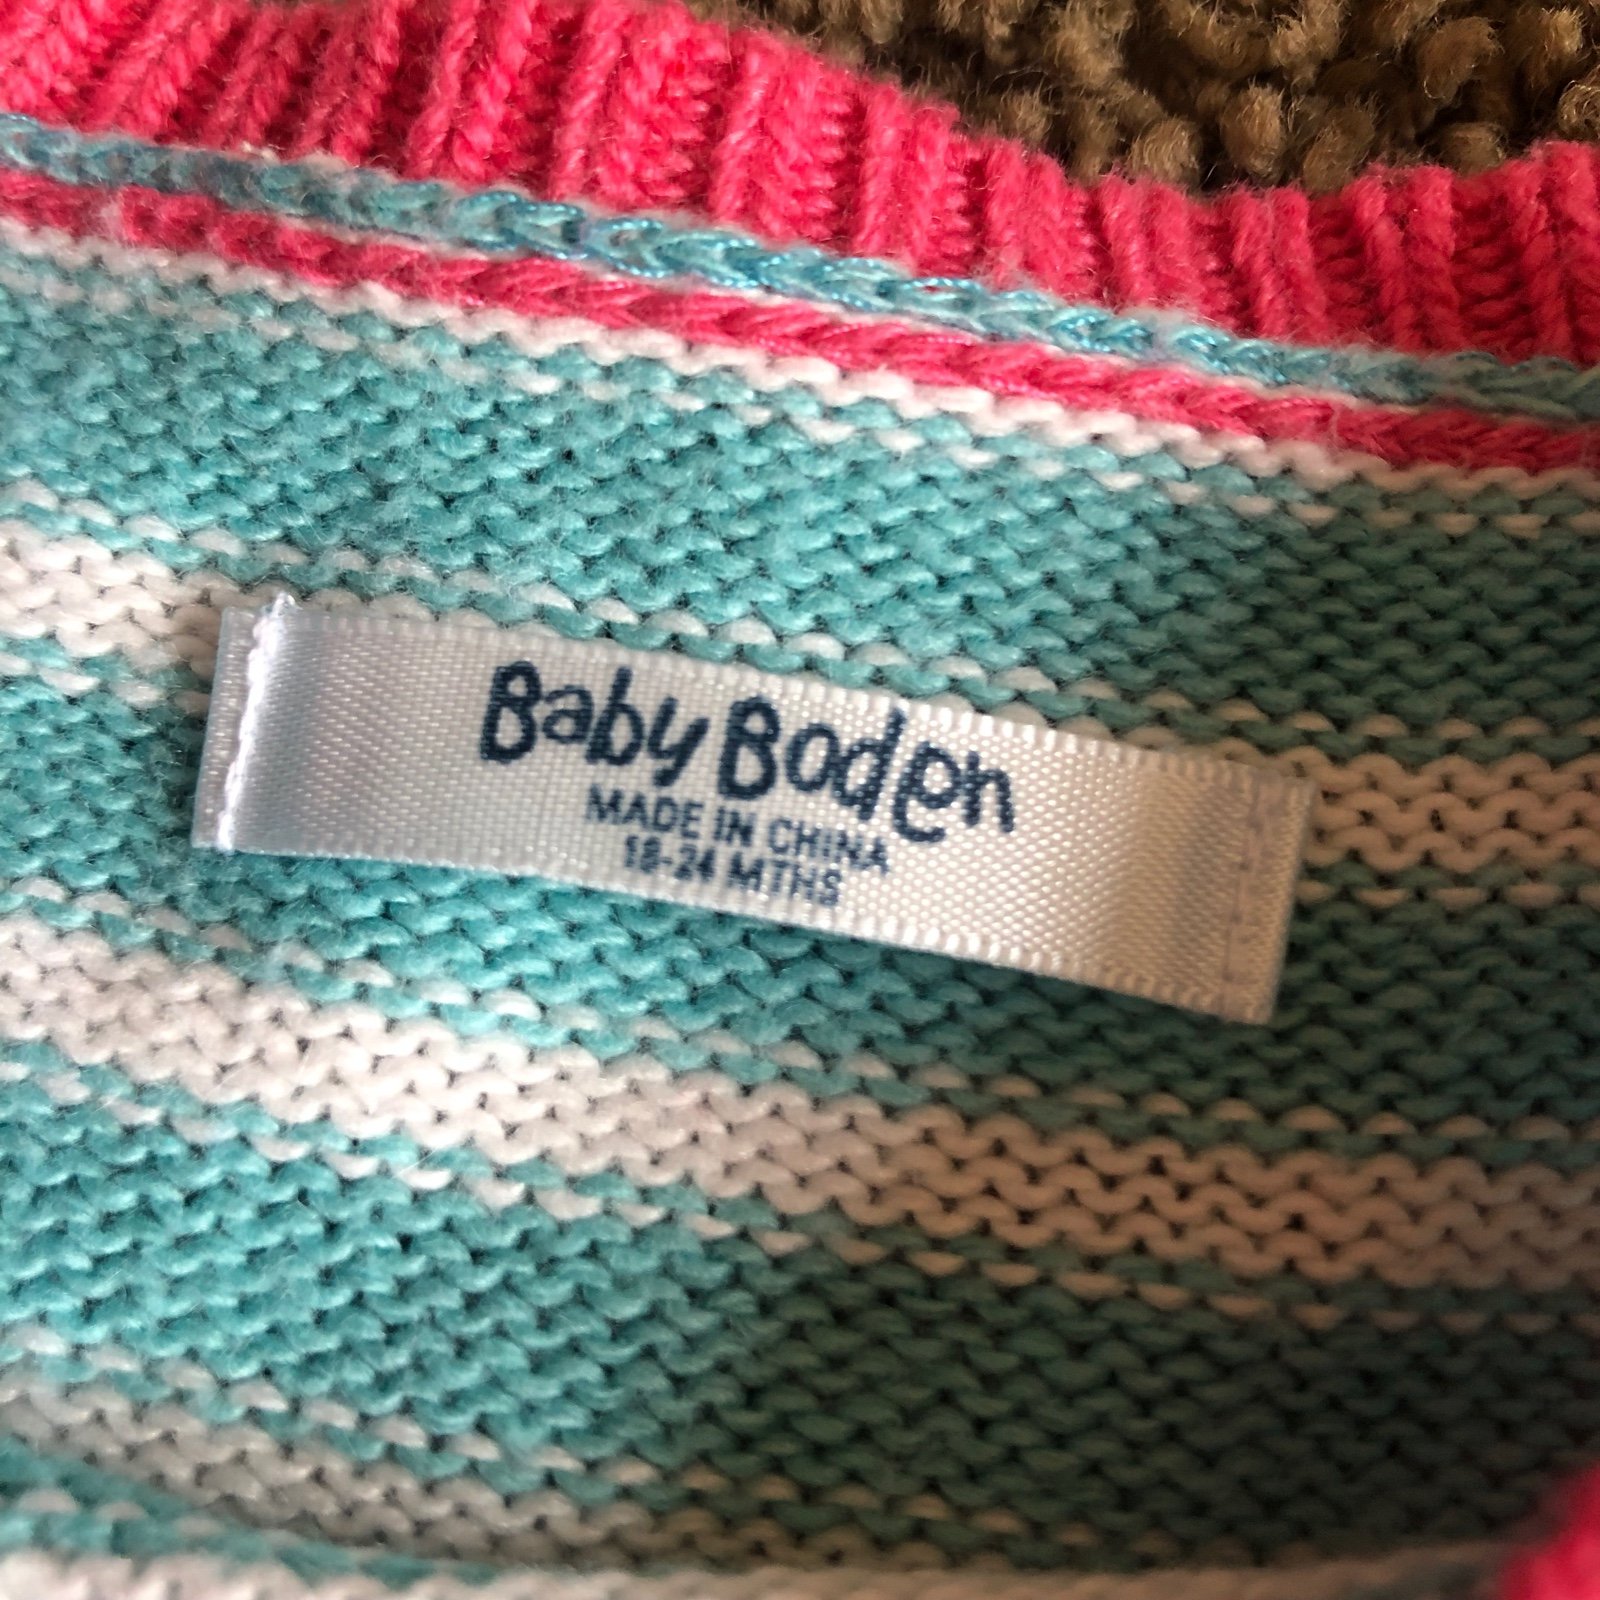 Baby Boden
MADE IN CHINA
18-24 MTHS